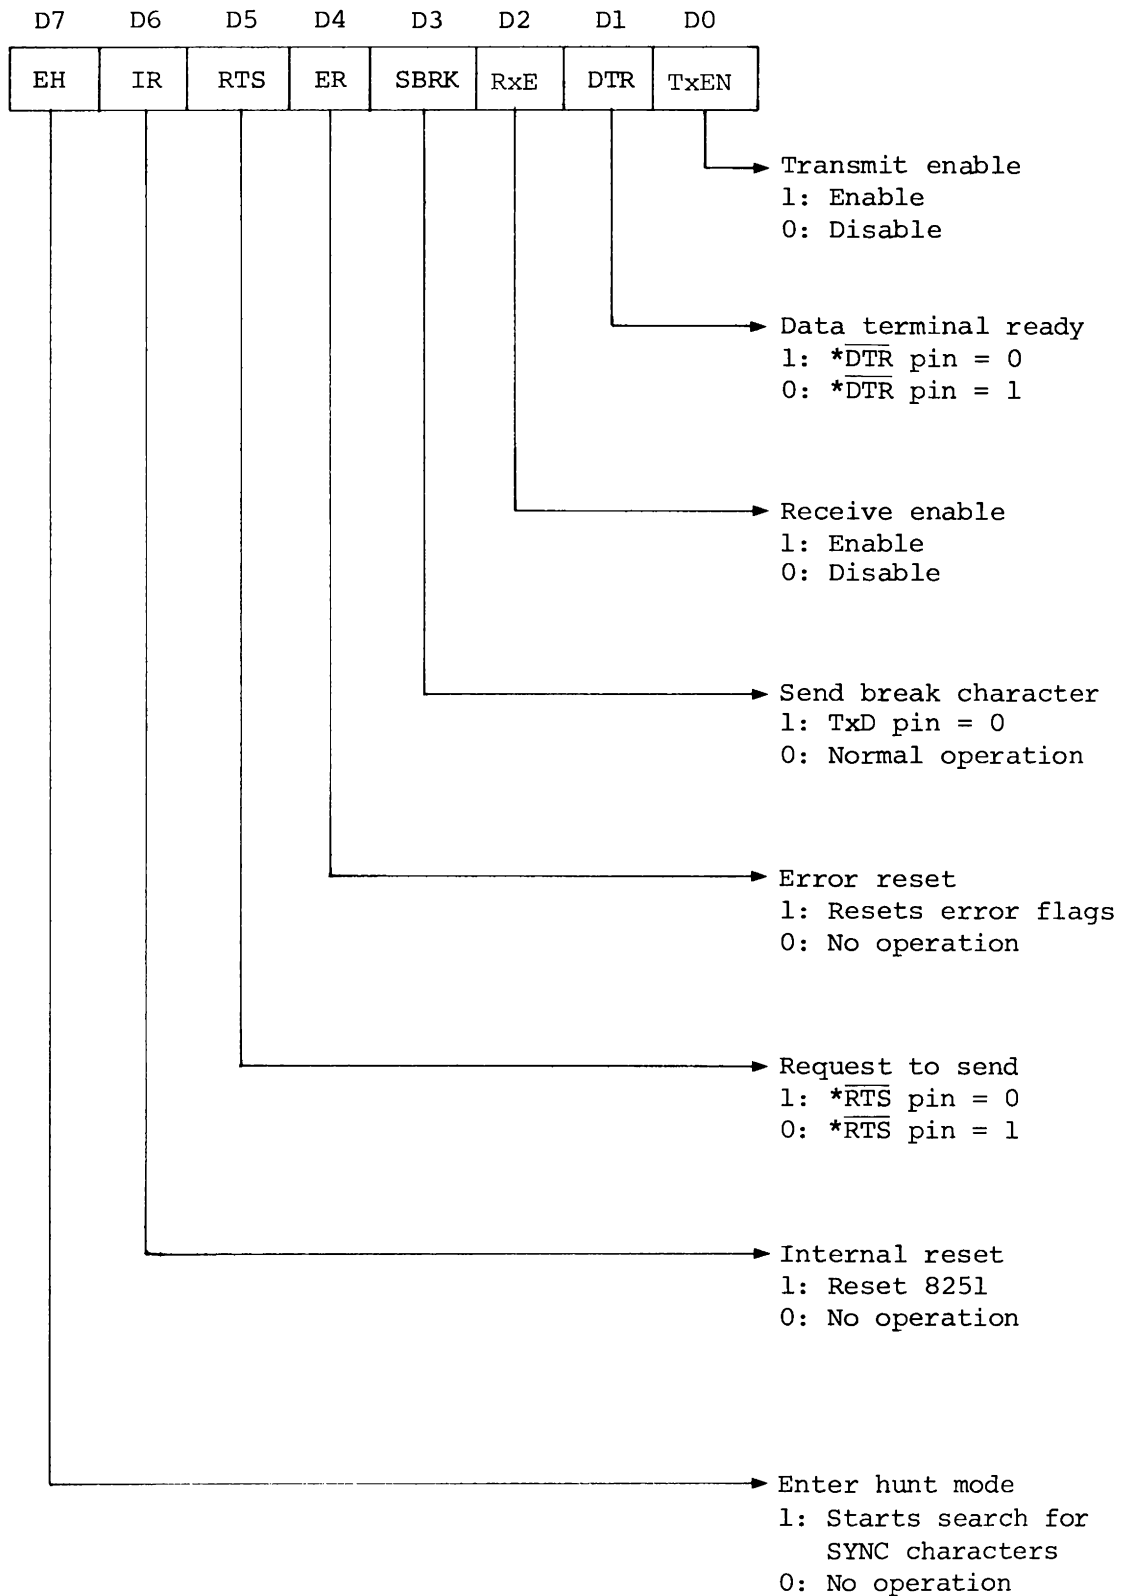 D7 D6 D5 D4 D3 D2 D1 D0
EH IR RTS ER SBRK RxE DTR TxEN
Transmit enable
1: Enable
0: Disable
Data terminal ready
1: *D̅T̅R̅ pin = 0
0: *D̅T̅R̅ pin = 1
Receive enable
1: Enable
0: Disable
Send break character
1: TxD pin = 0
0: Normal operation
Error reset
1: Resets error flags
0: No operation
Request to send
1: *R̅T̅S̅ pin = 0
0: *R̅T̅S̅ pin = 1
Internal reset
1: Reset 8251
0: No operation
Enter hunt mode
1: Starts search for
SYNC characters
0: No operation